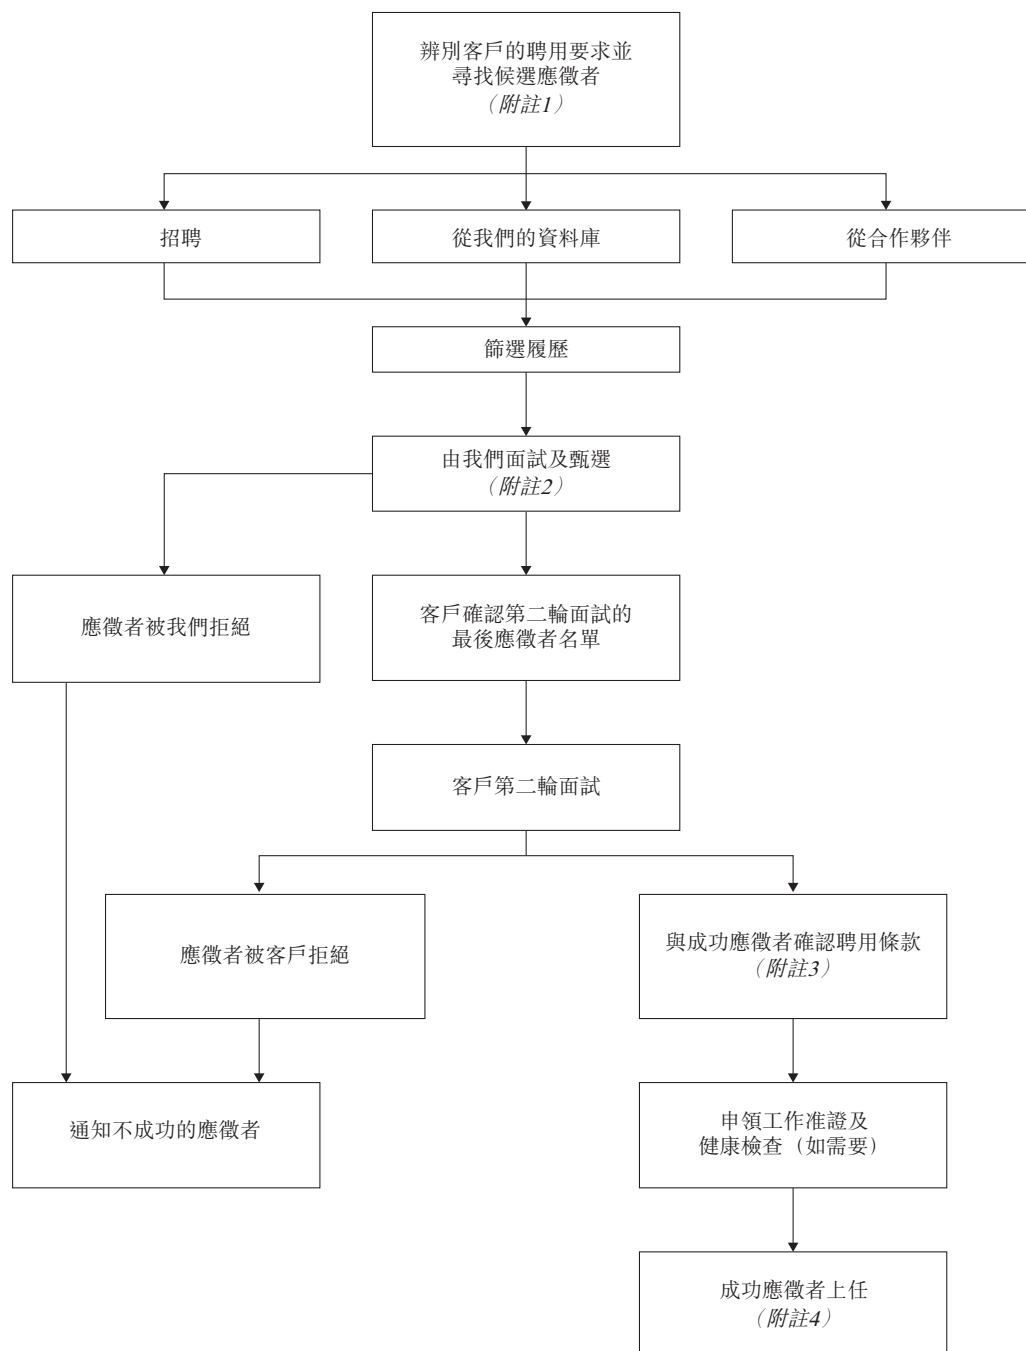 辨別客戶的聘用要求並
尋找候選應徵者
（附註1）
招聘
從我們的資料庫
從合作夥伴
篩選履歷
由我們面試及甄選
（附註2）
應徵者被我們拒絕
客戶確認第二輪面試的
最後應徵者名單
客戶第二輪面試
應徵者被客戶拒絕
與成功應徵者確認聘用條款
（附註3）
通知不成功的應徵者
申領工作准證及
健康檢查（如需要）
成功應徵者上任
（附註4）